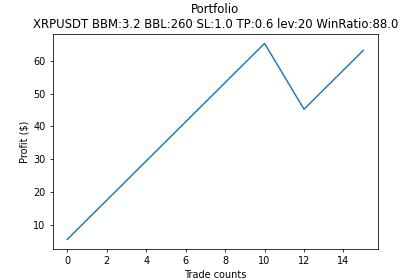 Portfolio
XRPUSDT BBM:3.2 BBL:260 SL:1.0 TP:0.6 lev:20 WinRatio:88.0
60
50
40
30
20
10
Profit ($)
0 2 4 6 8 10 12 14
Trade counts